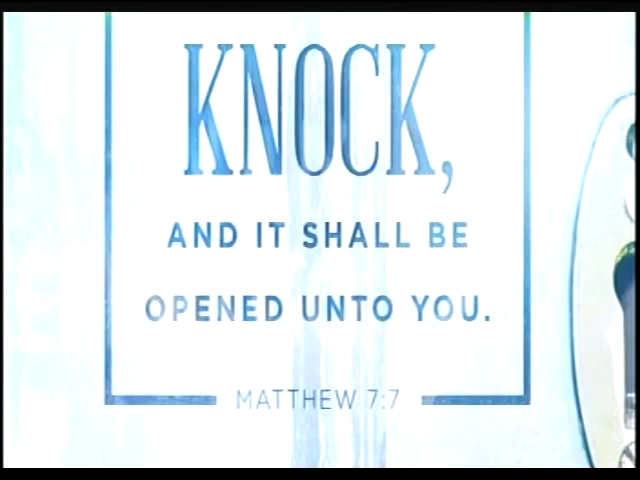 KNOCK,
AND IT SHALL BE
OPENED UNTO YOU.
MATTHEW 7:7